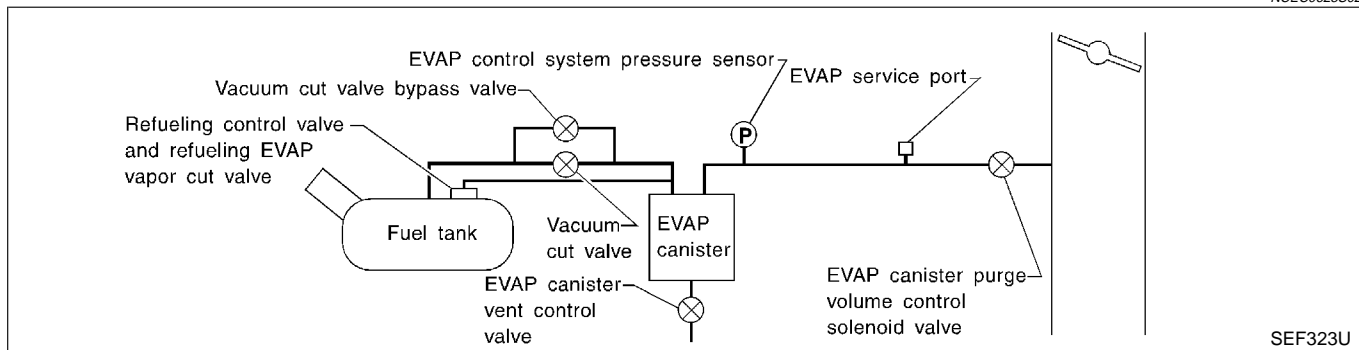 EVAP control system pressure sensor
EVAP service port
Vacuum cut valve bypass valve
Refueling control valve
and refueling EVAP
vapor cut valve
P
Fuel tank
Vacuum
cut valve
EVAP
canister
EVAP canister
vent control
valve
EVAP canister purge
volume control
solenoid valve
SEF323U